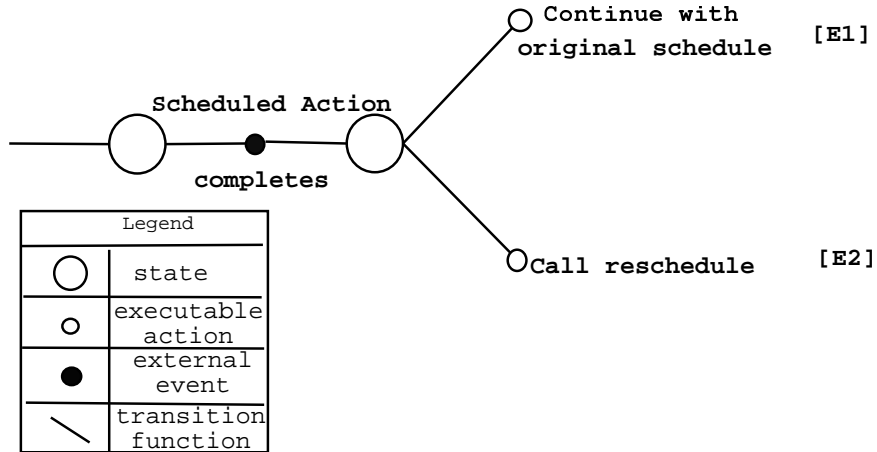 Continue with
original schedule [E1]
Scheduled Action
completes
Call reschedule [E2]
Legend
state
executable
action
external
event
transition
function